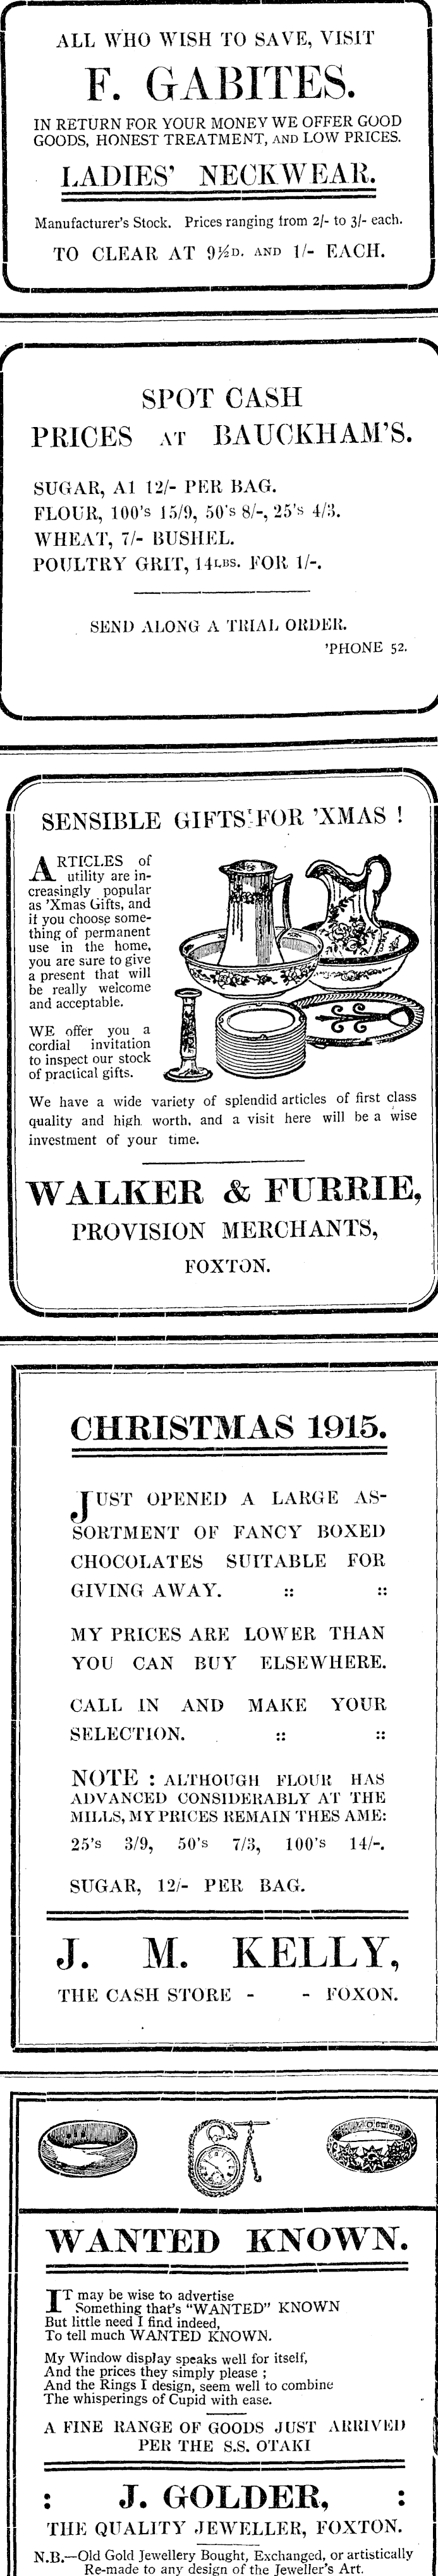 ALL WHO WISH TO SAVE, VISIT
F. GABITES.
IN RETURN FOR YOUR MONEY WE OFFER GOOD
GOODS, HONEST TREATMENT, AND LOW PRICES.
LADIES' NECKWEAR.
Manufacturer's Stock. Prices ranging from 2/- to 3/- each.
TO CLEAR AT 9½D. AND 1/- EACH.
SPOT CASH
PRICES AT BAUCKHAM'S.
SUGAR, A1 12/- PER BAG.
FLOUR, 100's 15/9, 50's 8/-, 25's 4/3.
WHEAT, 7/- BUSHEL.
POULTRY GRIT, 14LBS. FOR 1/-.
SEND ALONG A TRIAL ORDER.
'PHONE 52.
SENSIBLE GIFTS FOR 'XMAS !
ARTICLES of
utility are in-
creasingly popular
as 'Xmas Gifts, and
if you choose some-
thing of permanent
use in the home,
you are sure to give
a present that will
be really welcome
and acceptable.
WE offer you a
cordial invitation
to inspect our stock
of practical gifts.
We have a wide variety of splendid articles of first class
quality and high worth, and a visit here will be a wise
investment of your time.
WALKER & FURRIE,
PROVISION MERCHANTS,
FOXTON.
CHRISTMAS 1915.
JUST OPENED A LARGE AS-
SORTMENT OF FANCY BOXED
CHOCOLATES SUITABLE FOR
GIVING AWAY. :: ::
MY PRICES ARE LOWER THAN
YOU CAN BUY ELSEWHERE.
CALL IN AND MAKE YOUR
SELECTION. :: ::
NOTE : ALTHOUGH FLOUR HAS
ADVANCED CONSIDERABLY AT THE
MILLS, MY PRICES REMAIN THES AME:
25's 3/9, 50's 7/3, 100's 14/-.
SUGAR, 12/- PER BAG.
J. M. KELLY,
THE CASH STORE - - FOXON.
WANTED KNOWN.
IT may be wise to advertise
Something that's "WANTED" KNOWN
But little need I find indeed,
To tell much WANTED KNOWN.
My Window display speaks well for itself,
And the prices they simply please ;
And the Rings I design, seem well to combine
The whisperings of Cupid with ease.
A FINE RANGE OF GOODS JUST ARRIVED
PER THE S.S. OTAKI
: J. GOLDER, :
THE QUALITY JEWELLER, FOXTON.
N.B.—Old Gold Jewellery Bought, Exchanged, or artistically
Re-made to any design of the Jeweller's Art.